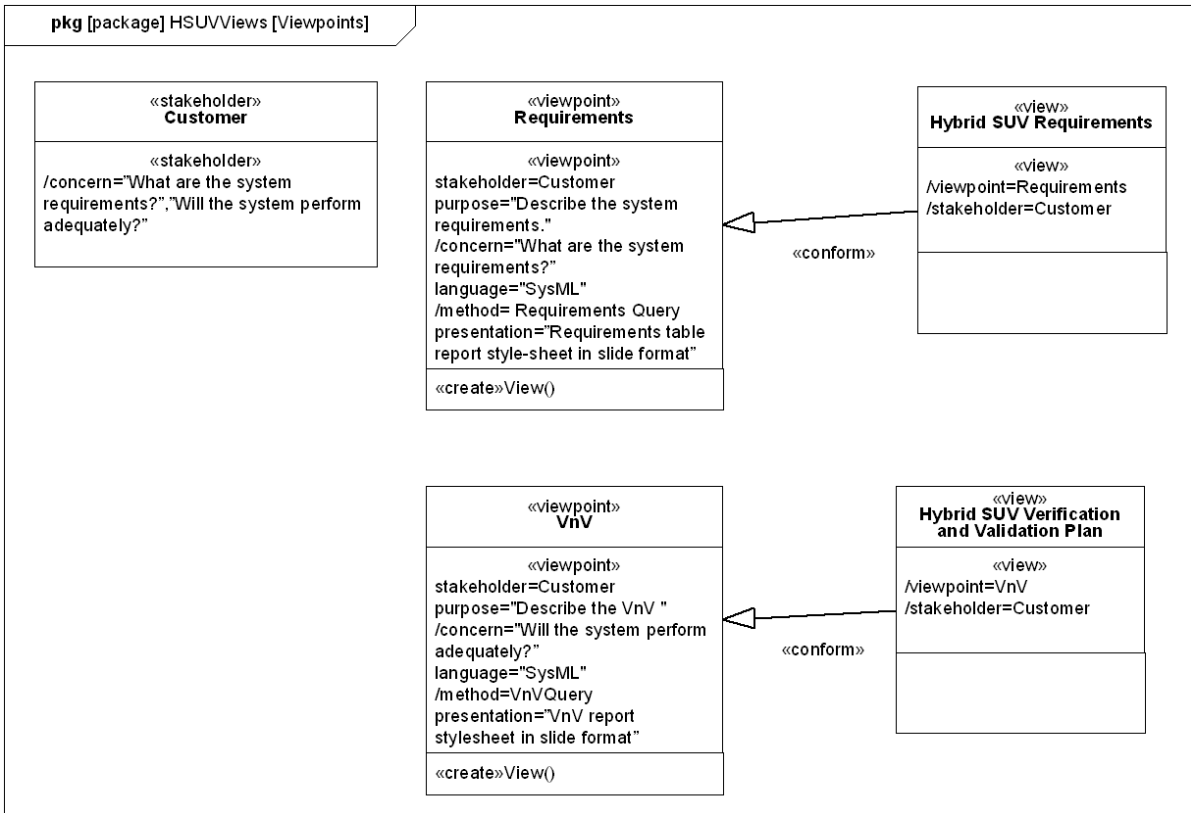 pkg [package] HSUVViews [Viewpoints]
«stakeholder»
Customer
«stakeholder»
/concern="What are the system
requirements?","Will the system perform
adequately?"
«viewpoint»
Requirements
«viewpoint»
stakeholder=Customer
purpose="Describe the system
requirements."
/concern="What are the system
requirements?"
language="SysML"
/method= Requirements Query
presentation="Requirements table
report style-sheet in slide format"
«create»View()
«conform»
«view»
Hybrid SUV Requirements
«view»
/viewpoint=Requirements
/stakeholder=Customer
«viewpoint»
VnV
«viewpoint»
stakeholder=Customer
purpose="Describe the VnV "
/concern="Will the system perform
adequately?"
language="SysML"
/method=VnVQuery
presentation="VnV report
stylesheet in slide format"
«create»View()
«conform»
«view»
Hybrid SUV Verification
and Validation Plan
«view»
/viewpoint=VnV
/stakeholder=Customer